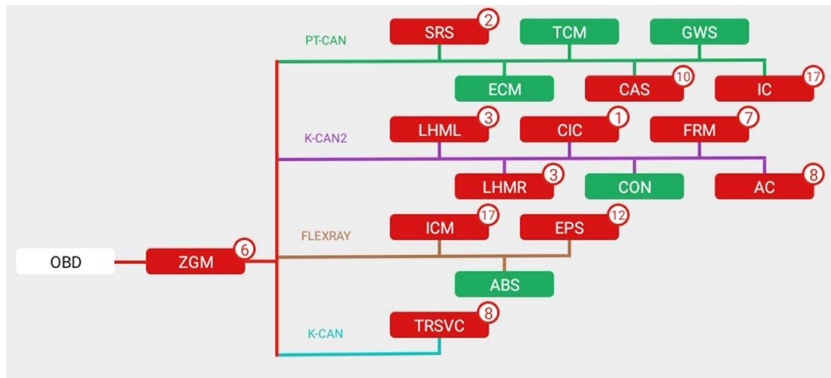 PT-CAN
SRS 2
TCM
GWS
ECM
CAS 10
IC 17
K-CAN2
LHML 3
CIC 1
FRM 7
LHMR 3
CON
AC 8
FLEXRAY
ICM 17
EPS 12
OBD
ZGM 6
ABS
K-CAN
TRSVC 8